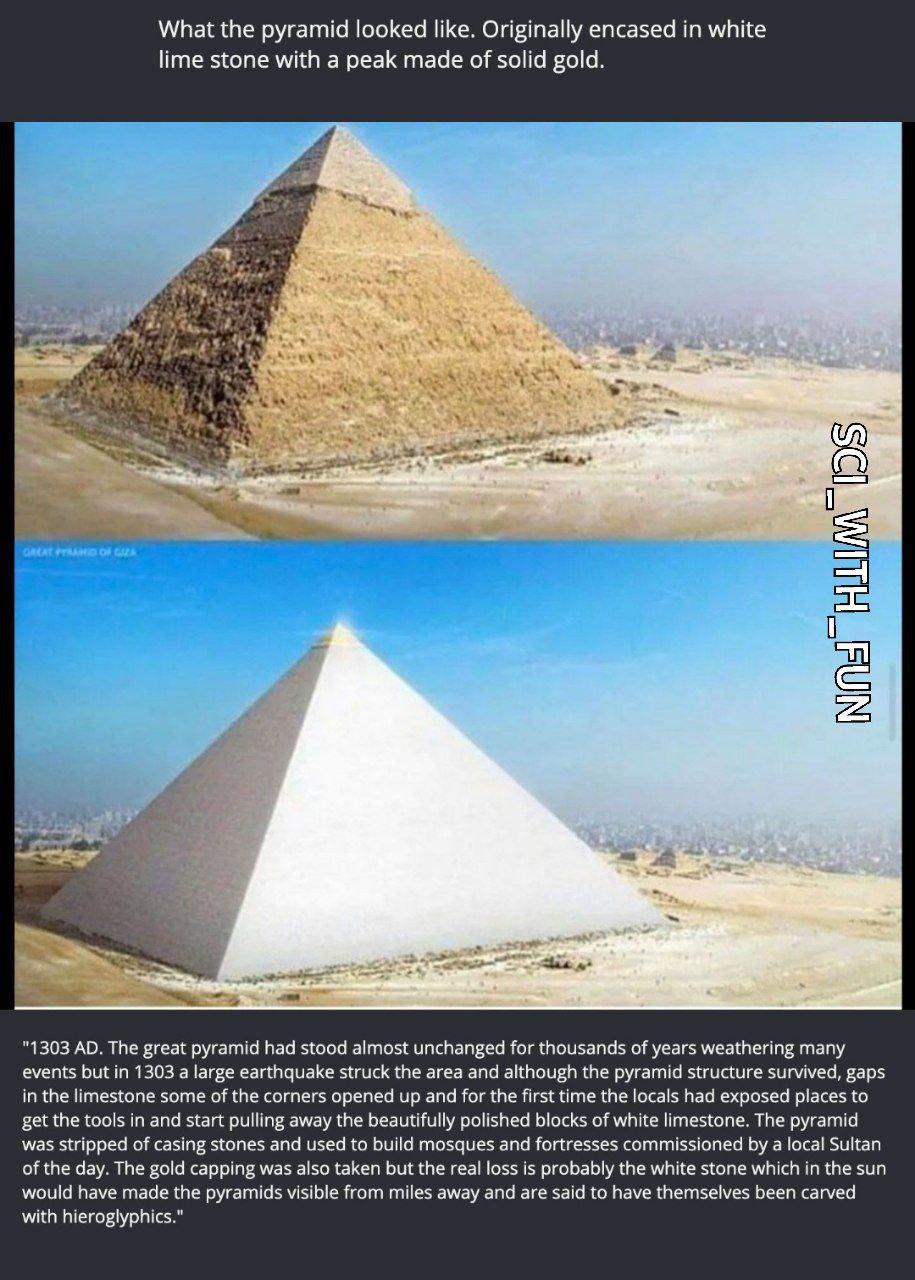 What the pyramid looked like. Originally encased in white
lime stone with a peak made of solid gold.
SCI_WITH_FUN
GREAT PYRAMID OF GIZA
"1303 AD. The great pyramid had stood almost unchanged for thousands of years weathering many
events but in 1303 a large earthquake struck the area and although the pyramid structure survived, gaps
in the limestone some of the corners opened up and for the first time the locals had exposed places to
get the tools in and start pulling away the beautifully polished blocks of white limestone. The pyramid
was stripped of casing stones and used to build mosques and fortresses commissioned by a local Sultan
of the day. The gold capping was also taken but the real loss is probably the white stone which in the sun
would have made the pyramids visible from miles away and are said to have themselves been carved
with hieroglyphics."